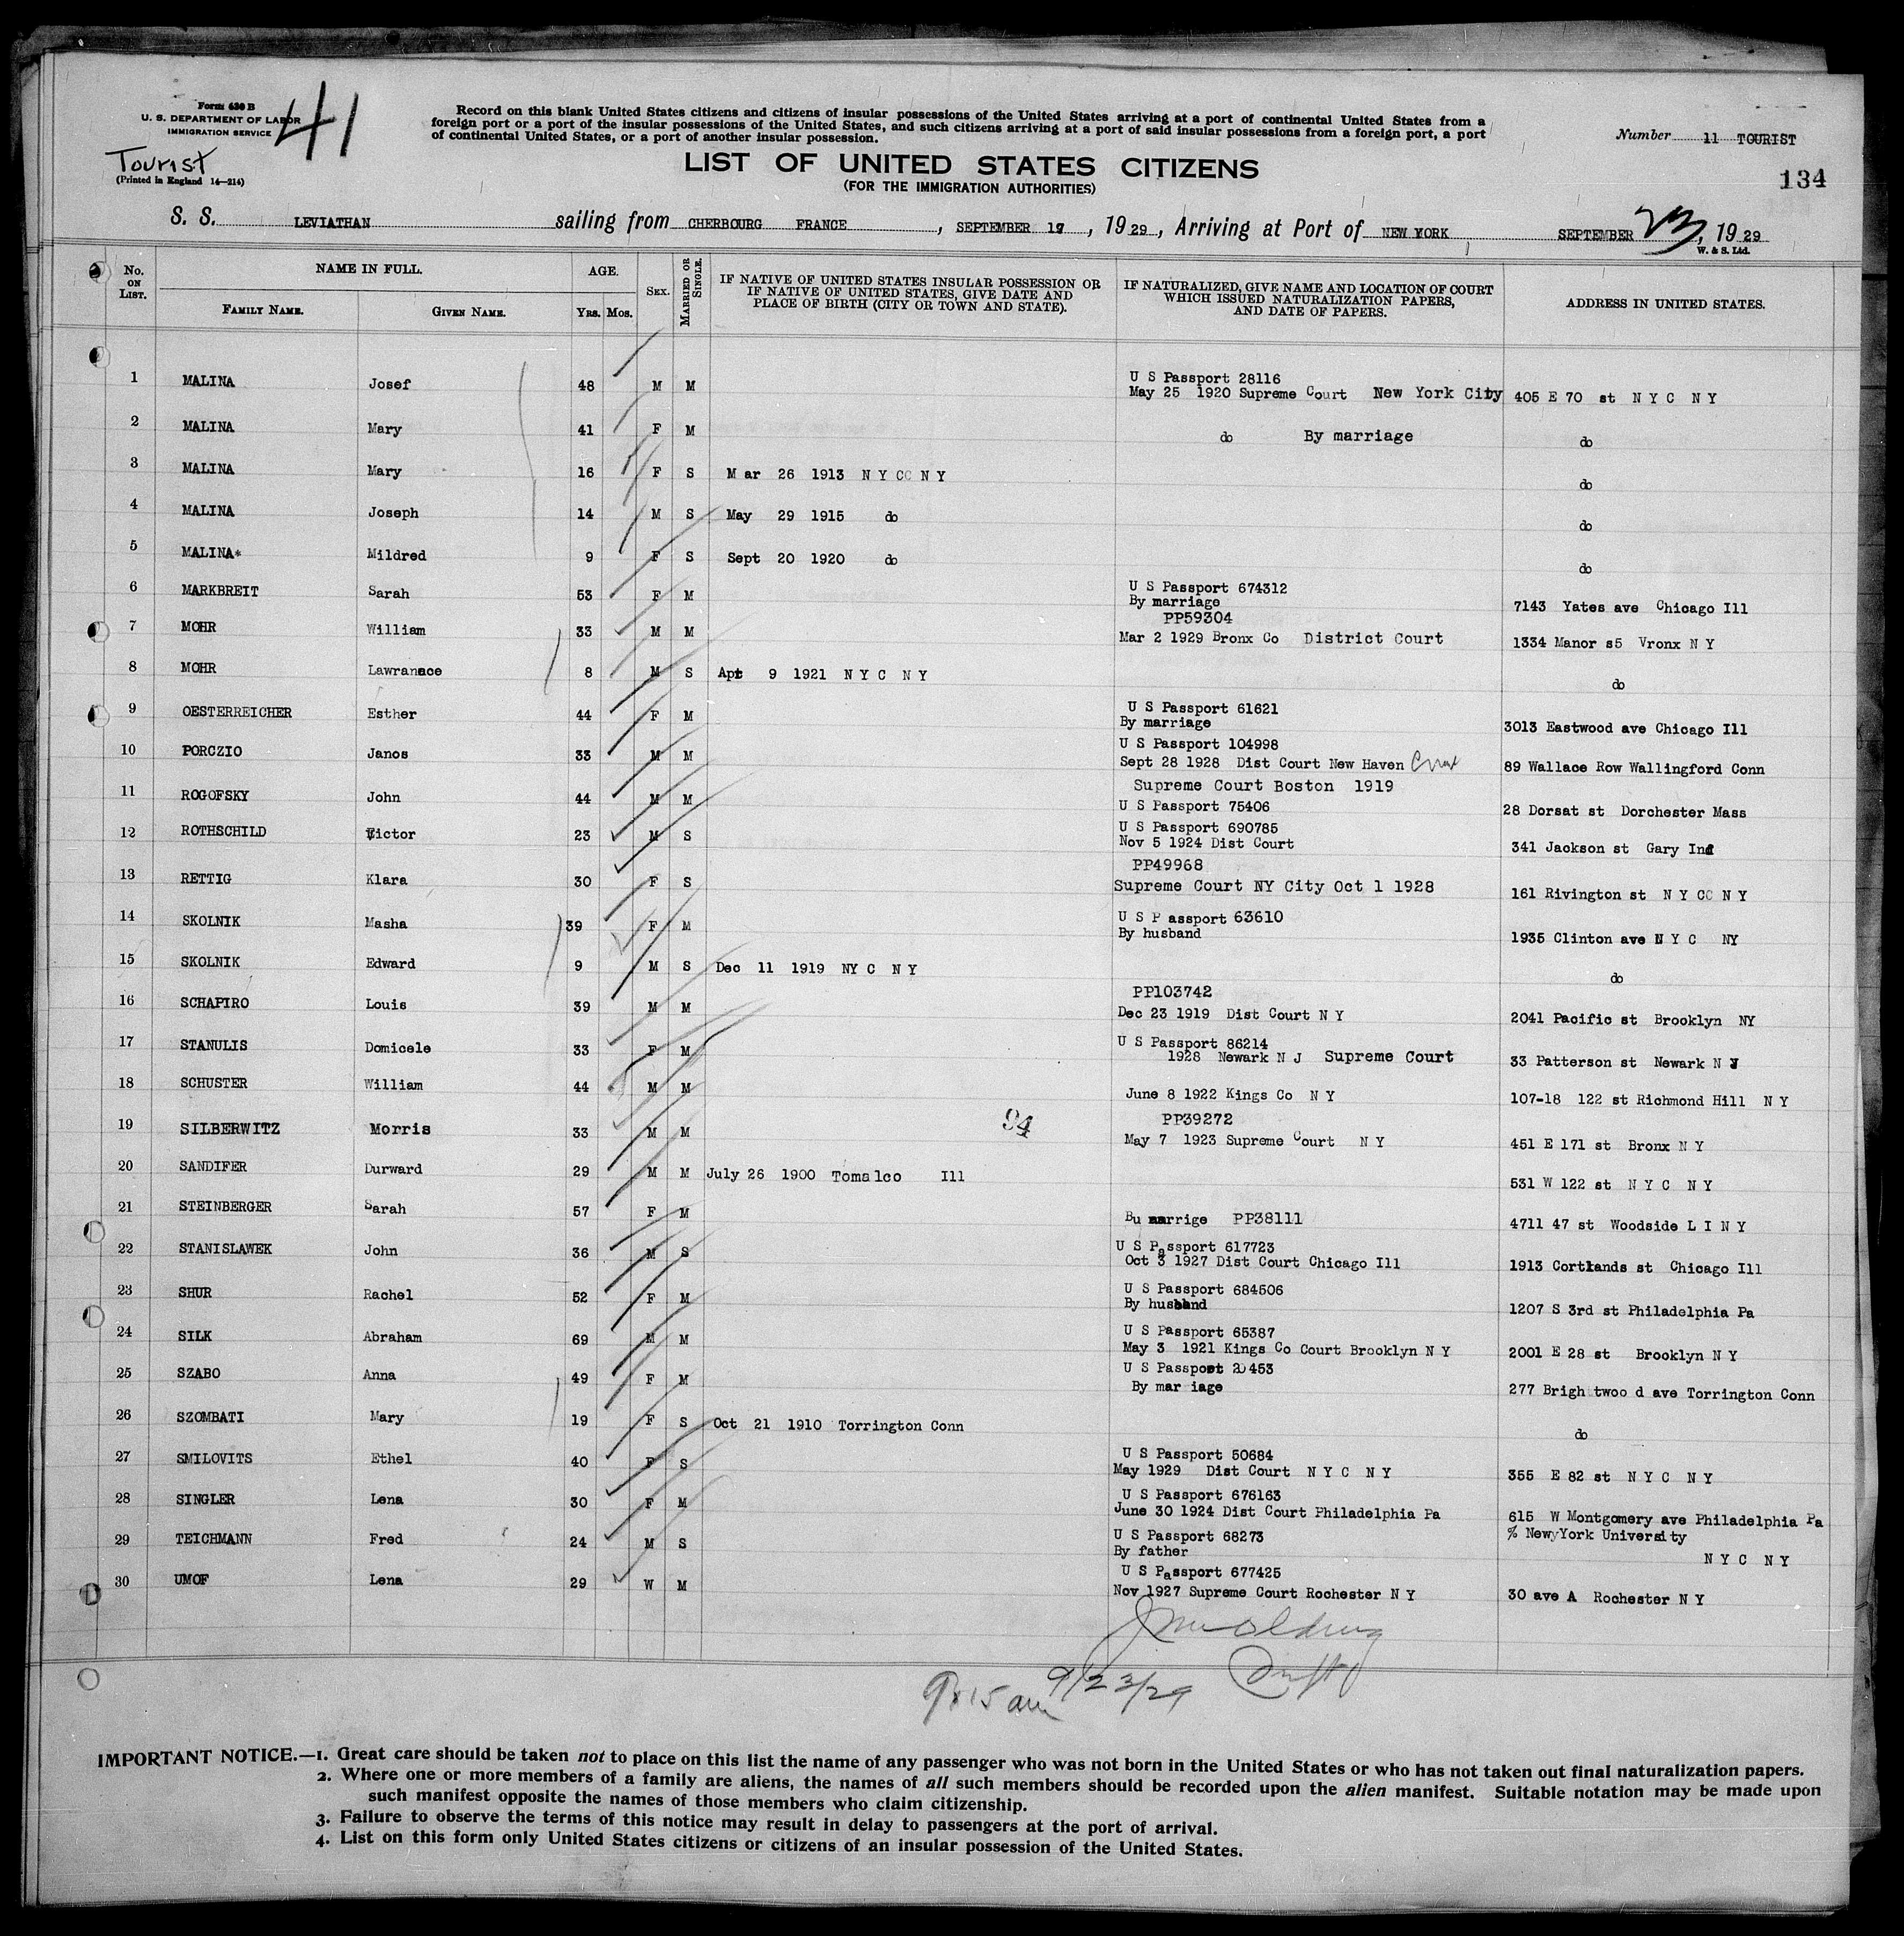 Form 630 B
U. S. DEPARTMENT OF LABOR
IMMIGRATION SERVICE
41
Tourist
(Printed in England 14—214)
Record on this blank United States citizens and citizens of insular possessions of the United States arriving at a port of continental United States from a
foreign port or a port of the insular possessions of the United States, and such citizens arriving at a port of said insular possessions from a foreign port, a port
of continental United States, or a port of another insular possession.
Number 11 TOURIST
LIST OF UNITED STATES CITIZENS
(FOR THE IMMIGRATION AUTHORITIES)
134
S. S. LEVIATHAN sailing from CHERBOURG FRANCE , SEPTEMBER 17 , 19 29 , Arriving at Port of NEW YORK SEPTEMBER 23 , 19 29
W. & S. Ltd.
No. ON LIST. NAME IN FULL. AGE. SEX. MARRIED OR SINGLE. IF NATIVE OF UNITED STATES INSULAR POSSESSION OR IF NATIVE OF UNITED STATES, GIVE DATE AND PLACE OF BIRTH (CITY OR TOWN AND STATE). IF NATURALIZED, GIVE NAME AND LOCATION OF COURT WHICH ISSUED NATURALIZATION PAPERS, AND DATE OF PAPERS. ADDRESS IN UNITED STATES.
FAMILY NAME. GIVEN NAME. YRS. MOS.
U S Passport 28116
1 MALINA Josef 48 M M May 25 1920 Supreme Court New York City 405 E 70 st N Y C N Y
2 MALINA Mary 41 F M do By marriage do
3 MALINA Mary 16 F S Mar 26 1913 N Y CC N Y do
4 MALINA Joseph 14 M S May 29 1915 do do
5 MALINA* Mildred 9 F S Sept 20 1920 do do
U S Passport 674312
6 MARKBREIT Sarah 53 F M By marriage 7143 Yates ave Chicago Ill
PP59304
7 MOHR William 33 M M Mar 2 1929 Bronx Co District Court 1334 Manor s5 Vronx N Y
8 MOHR Lawranace 8 M S Apr 9 1921 N Y C N Y do
U S Passport 61621
9 OESTERREICHER Esther 44 F M By marriage 3013 Eastwood ave Chicago Ill
U S Passport 104998
10 PORCZIO Janos 33 M M Sept 28 1928 Dist Court New Haven 89 Wallace Row Wallingford Conn
Supreme Court Boston 1919
11 ROGOFSKY John 44 M M U S Passport 75406 28 Dorsat st Dorchester Mass
U S Passport 690785
12 ROTHSCHILD Victor 23 M S Nov 5 1924 Dist Court 341 Jackson st Gary Ind
PP49968
13 RETTIG Klara 30 F S Supreme Court NY City Oct 1 1928 161 Rivington st N Y CC N Y
U S P assport 63610
14 SKOLNIK Masha 39 F M By husband 1935 Clinton ave N Y C NY
15 SKOLNIK Edward 9 M S Dec 11 1919 NY C N Y do
PP103742
16 SCHAPIRO Louis 39 M M Dec 23 1919 Dist Court N Y 2041 Pacific st Brooklyn NY
U S Passport 86214
17 STANULIS Domicele 33 F M 1928 Newark N J Supreme Court 33 Patterson st Newark N J
18 SCHUSTER William 44 M M June 8 1922 Kings Co N Y 107-18 122 st Richmond Hill N Y
94 PP39272
19 SILBERWITZ Morris 33 M M May 7 1923 Supreme Court N Y 451 E 171 st Bronx N Y
20 SANDIFER Durward 29 M M July 26 1900 Tomalco Ill 531 W 122 st N Y C N Y
21 STEINBERGER Sarah 57 F M Bu marrige PP38111 4711 47 st Woodside L I N Y
U S Passport 617723
22 STANISLAWEK John 36 M S Oct 3 1927 Dist Court Chicago Ill 1913 Cortlands st Chicago Ill
U S Passport 684506
23 SHUR Rachel 52 F M By husband 1207 S 3rd st Philadelphia Pa
U S Passport 65387
24 SILK Abraham 69 M M May 3 1921 Kings Co Court Brooklyn N Y 2001 E 28 st Brooklyn N Y
U S Passport 20453
25 SZABO Anna 49 F M By mar iage 277 Brigh twoo d ave Torrington Conn
26 SZOMBATI Mary 19 F S Oct 21 1910 Torrington Conn do
U S Passport 50684
27 SMILOVITS Ethel 40 F S May 1929 Dist Court N Y C N Y 355 E 82 st N Y C N Y
U S Passport 676163
28 SINGLER Lena 30 F M June 30 1924 Dist Court Philadelphia Pa 615 W Montgomery ave Philadelphia Pa
U S Passport 68273 % NewyYork University
29 TEICHMANN Fred 24 M S By father N Y C N Y
U S Passport 677425
30 UMOF Lena 29 W M Nov 1927 Supreme Court Rochester N Y 30 ave A Rochester N Y
9:15 am 9/23/29
IMPORTANT NOTICE.—1. Great care should be taken not to place on this list the name of any passenger who was not born in the United States or who has not taken out final naturalization papers.
2. Where one or more members of a family are aliens, the names of all such members should be recorded upon the alien manifest. Suitable notation may be made upon
such manifest opposite the names of those members who claim citizenship.
3. Failure to observe the terms of this notice may result in delay to passengers at the port of arrival.
4. List on this form only United States citizens or citizens of an insular possession of the United States.